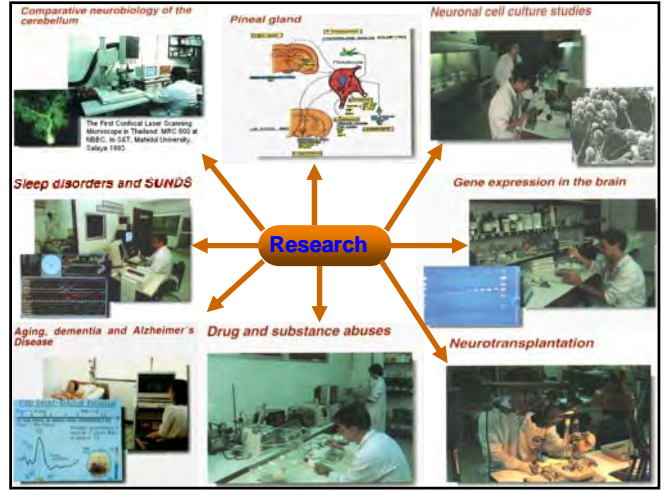 Comparative neurobiology of the
cerebellum
Pineal gland
Neuronal cell culture studies
The First Confocal Laser Scanning
Microscope in Thailand: MRC 600 at
NBBC, In S&T, Mahidol University,
Salaya 1993
Sleep disorders and SUNDS
Gene expression in the brain
Research
Aging, dementia and Alzheimer's
Disease
Drug and substance abuses
Neurotransplantation